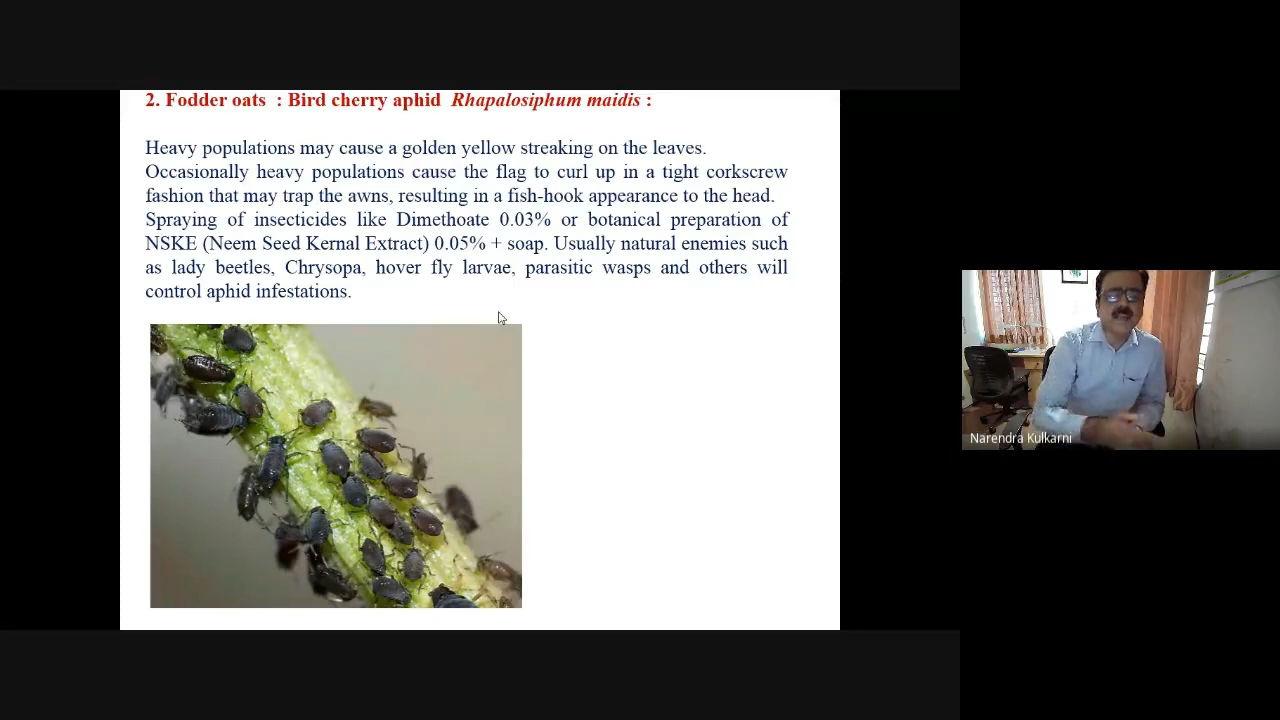 2. Fodder oats : Bird cherry aphid Rhapalosiphum maidis :
Heavy populations may cause a golden yellow streaking on the leaves.
Occasionally heavy populations cause the flag to curl up in a tight corkscrew
fashion that may trap the awns, resulting in a fish-hook appearance to the head.
Spraying of insecticides like Dimethoate 0.03% or botanical preparation of
NSKE (Neem Seed Kernal Extract) 0.05% + soap. Usually natural enemies such
as lady beetles, Chrysopa, hover fly larvae, parasitic wasps and others will
control aphid infestations.
Narendra Kulkarni